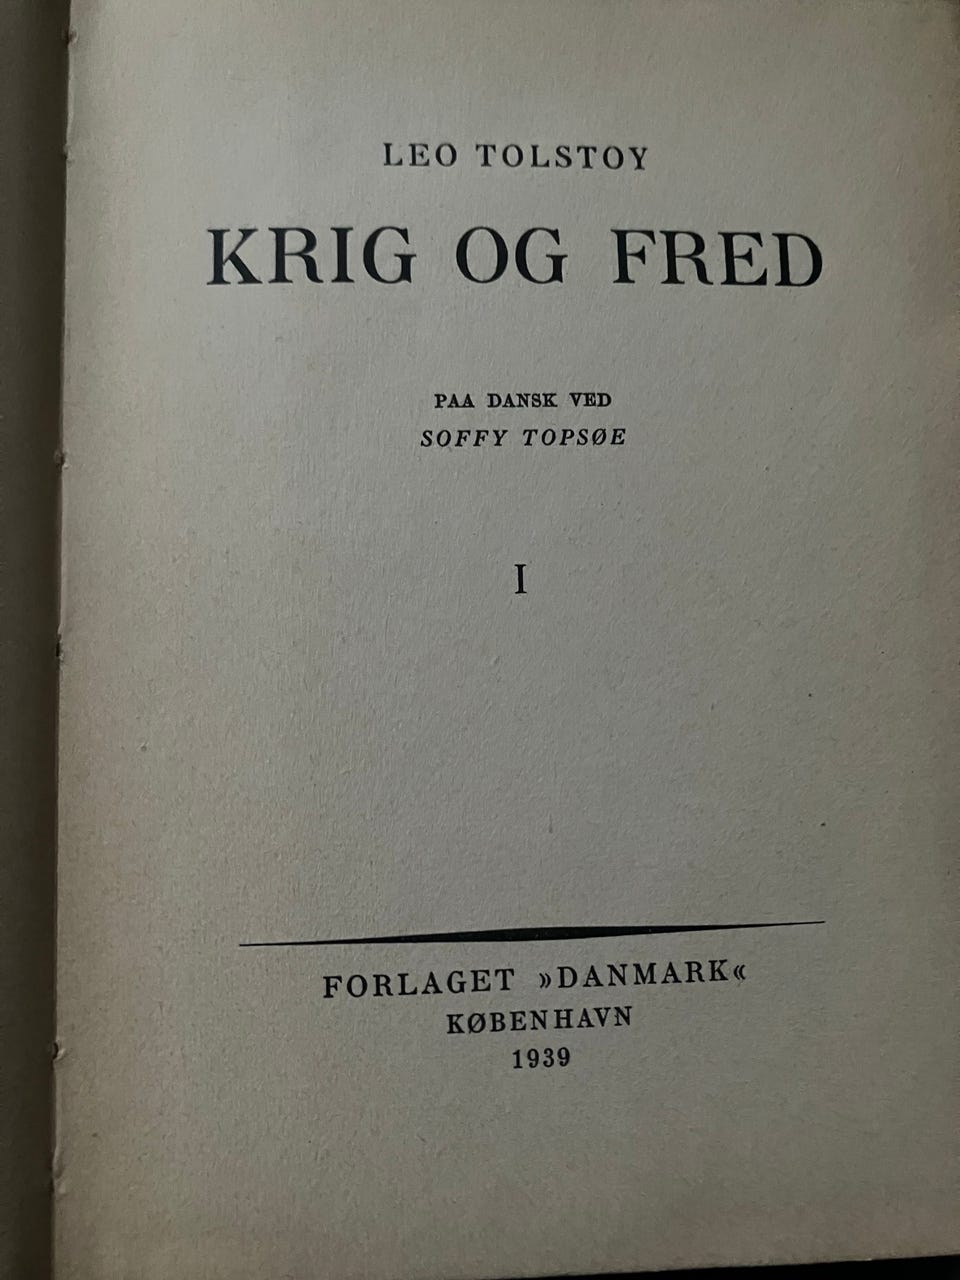 LEO TOLSTOY
KRIG OG FRED
PAA DANSK VED
SOFFY TOPSØE
I
FORLAGET »DANMARK«
KØBENHAVN
1939